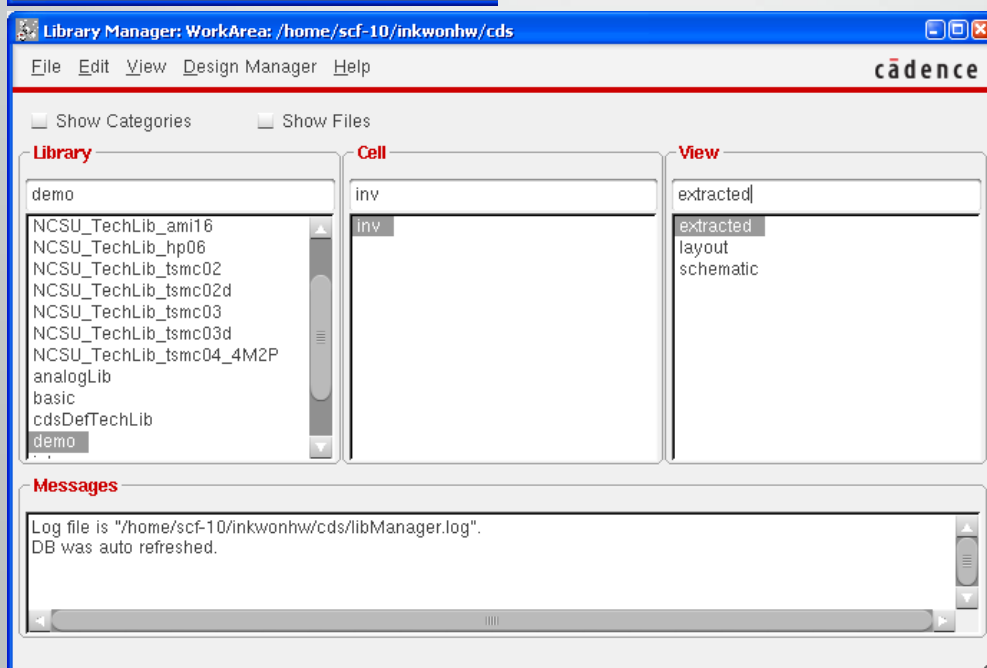 Library Manager: WorkArea: /home/scf-10/inkwonhw/cds
File Edit View Design Manager Help
cādence
Show Categories Show Files
Library
demo
NCSU_TechLib_ami16
NCSU_TechLib_hp06
NCSU_TechLib_tsmc02
NCSU_TechLib_tsmc02d
NCSU_TechLib_tsmc03
NCSU_TechLib_tsmc03d
NCSU_TechLib_tsmc04_4M2P
analogLib
basic
cdsDefTechLib
demo
Cell
inv
inv
View
extracted
extracted
layout
schematic
Messages
Log file is "/home/scf-10/inkwonhw/cds/libManager.log".
DB was auto refreshed.